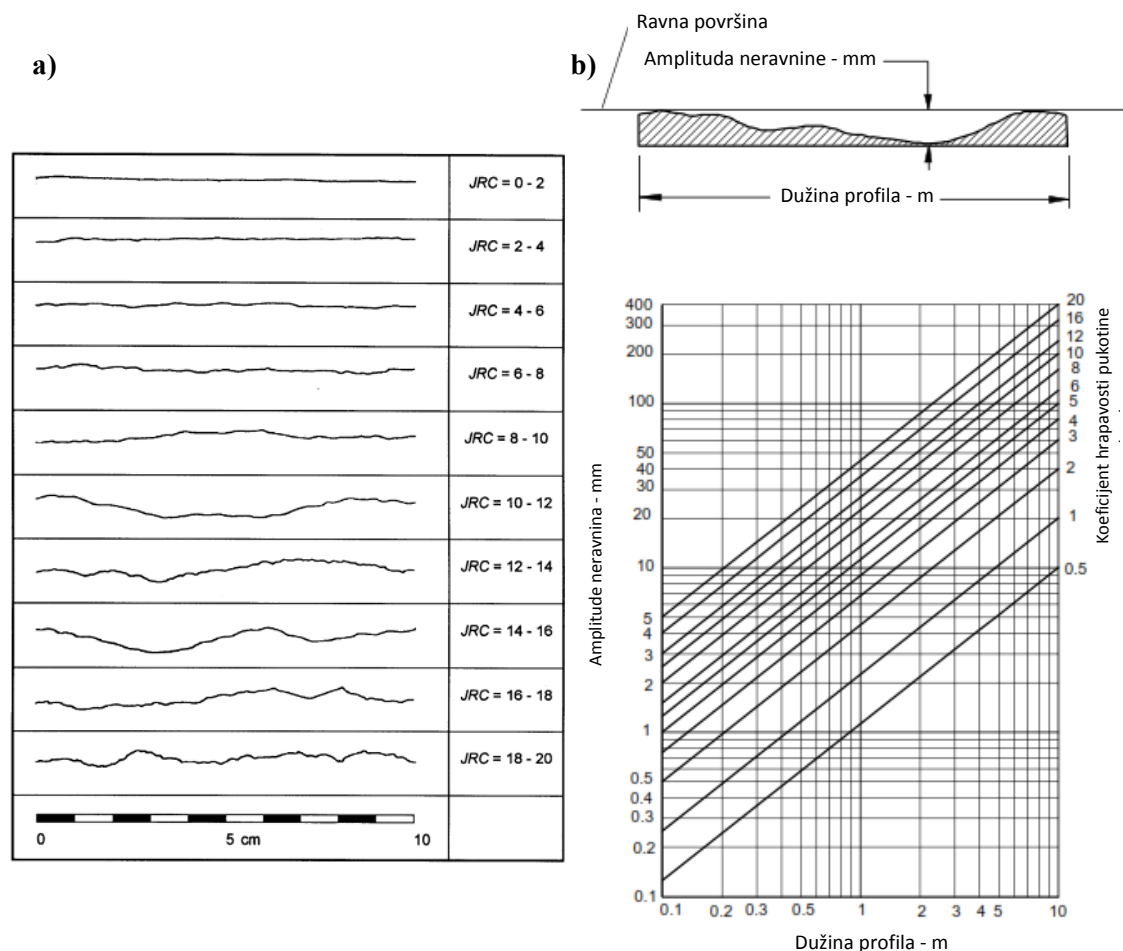 a)
JRC = 0 - 2
JRC = 2 - 4
JRC = 4 - 6
JRC = 6 - 8
JRC = 8 - 10
JRC = 10 - 12
JRC = 12 - 14
JRC = 14 - 16
JRC = 16 - 18
JRC = 18 - 20
0 5 cm 10
b)
Ravna površina
Amplituda neravnine - mm
Dužina profila - m
Amplitude neravnina - mm
400
300
200
100
50
40
30
20
10
5
4
3
2
1
0.5
0.4
0.3
0.2
0.1
0.1 0.2 0.3 0.5 1 2 3 4 5 10
Dužina profila - m
20
16
12
10
8
6
5
4
3
2
1
0.5
Koeficijent hrapavosti pukotine